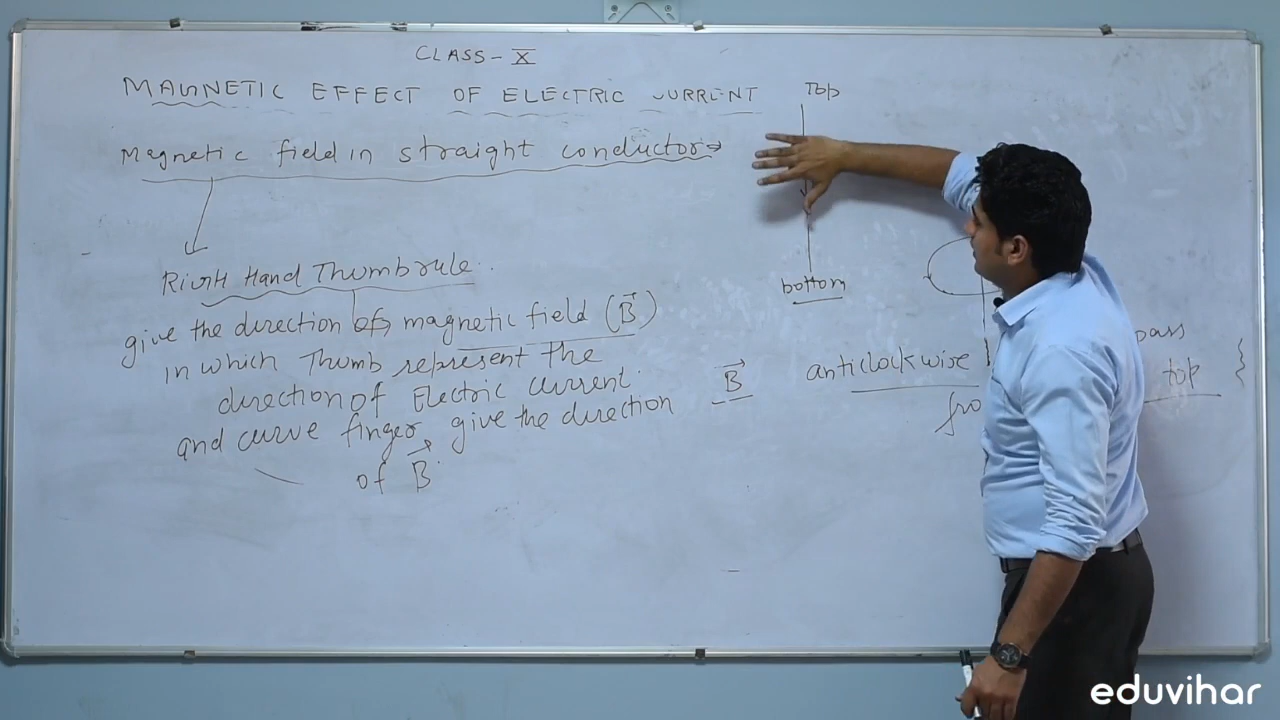 CLASS - X
MAGNETIC EFFECT OF ELECTRIC CURRENT
Top
Magnetic field in straight conductor →
bottom
Right Hand Thumb rule.
give the direction of magnetic field (B)
in which Thumb represent the
direction of Electric current.
and curve finger give the direction
of B.
B
anticlockwise
top
eduvihar